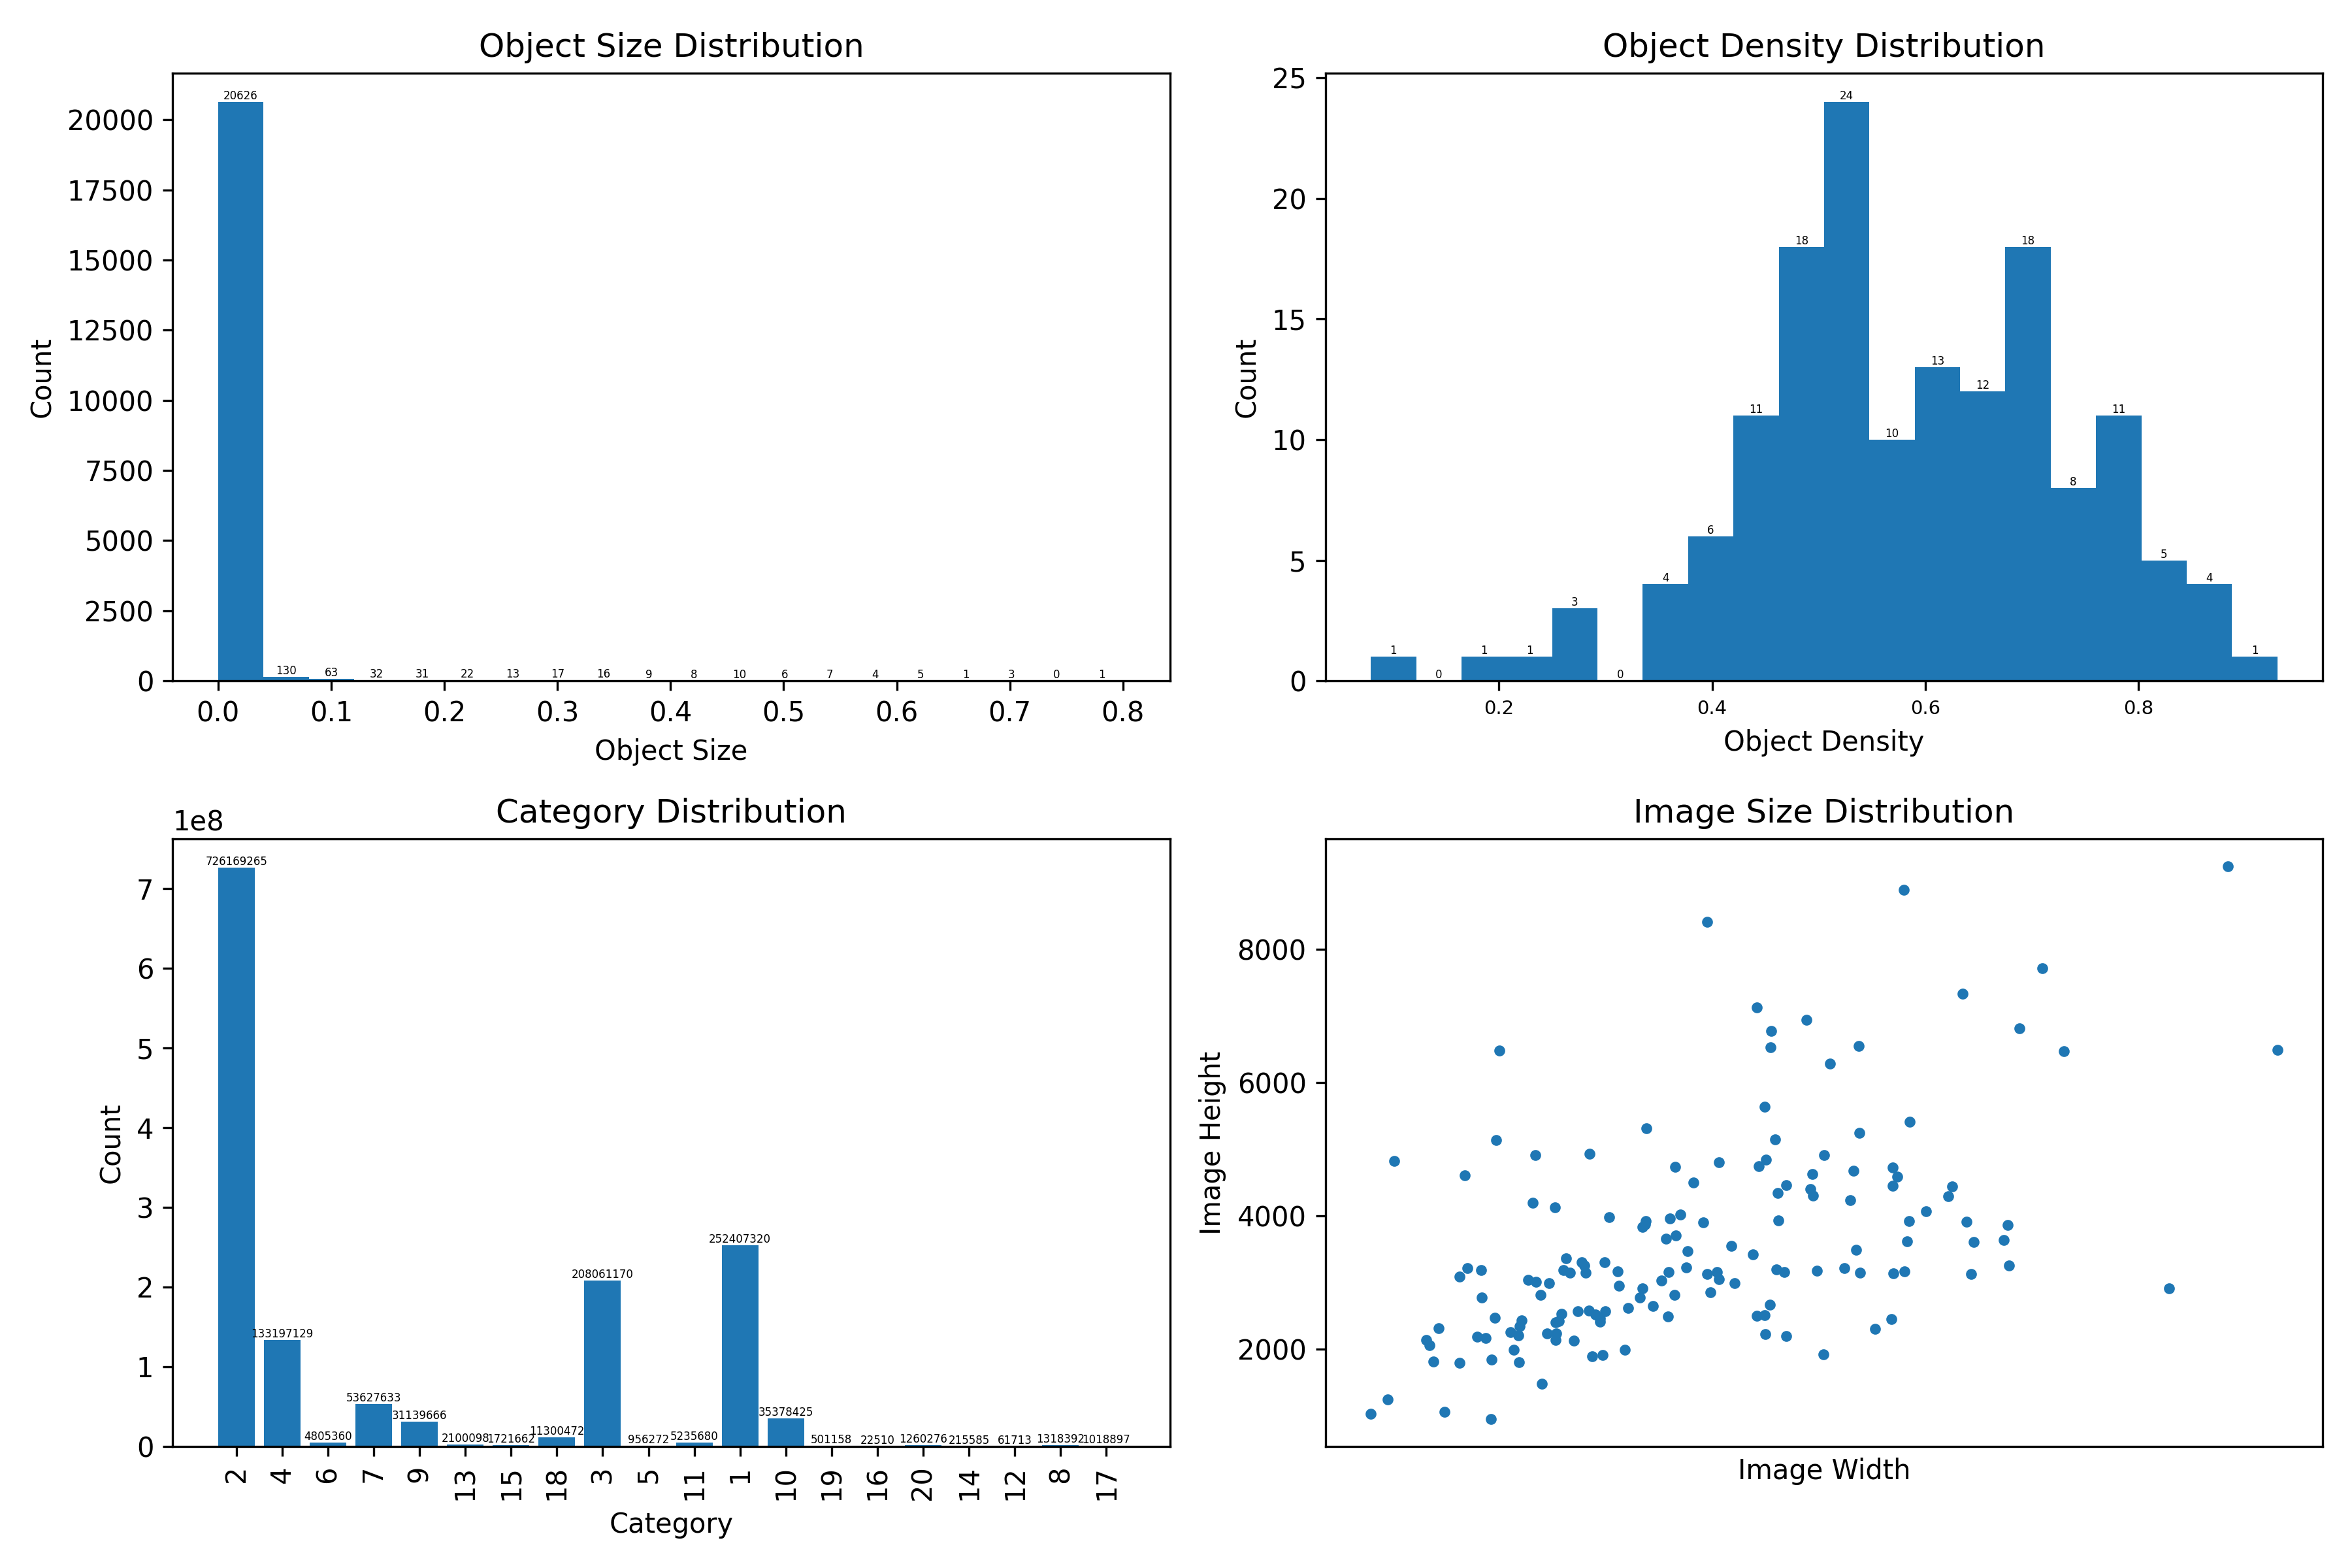 Object Size Distribution
20626
130 63 32 31 22 13 17 16 9 8 10 6 7 4 5 1 3 0 1
20000
17500
15000
12500
10000
7500
5000
2500
0
Count
0.0 0.1 0.2 0.3 0.4 0.5 0.6 0.7 0.8
Object Size
Object Density Distribution
1 0 1 1 3 0 4 6 11 18 24 10 13 12 18 8 11 5 4 1
25
20
15
10
5
0
Count
0.2 0.4 0.6 0.8
Object Density
Category Distribution
1e8
726169265 133197129 4805360 53627633 31139666 2100098 1721662 11300472 208061170 956272 5235680 252407320 35378425 501158 22510 1260276 215585 61713 1318392 1018897
7
6
5
4
3
2
1
0
Count
2 4 6 7 9 13 15 18 3 5 11 1 10 19 16 20 14 12 8 17
Category
Image Size Distribution
8000
6000
4000
2000
Image Height
Image Width